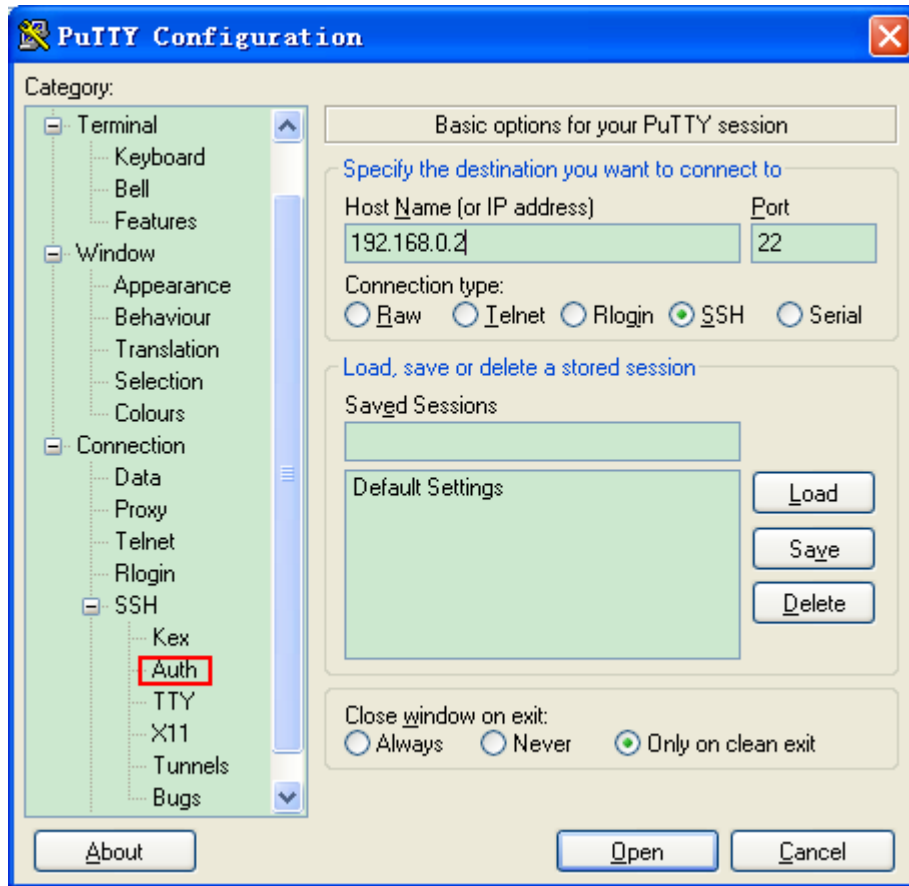 PuTTY Configuration
Category:
Terminal
Keyboard
Bell
Features
Window
Appearance
Behaviour
Translation
Selection
Colours
Connection
Data
Proxy
Telnet
Rlogin
SSH
Kex
Auth
TTY
X11
Tunnels
Bugs
Basic options for your PuTTY session
Specify the destination you want to connect to
Host Name (or IP address) Port
192.168.0.2 22
Connection type:
Raw Telnet Rlogin SSH Serial
Load, save or delete a stored session
Saved Sessions
Default Settings
Load
Save
Delete
Close window on exit:
Always Never Only on clean exit
About Open Cancel